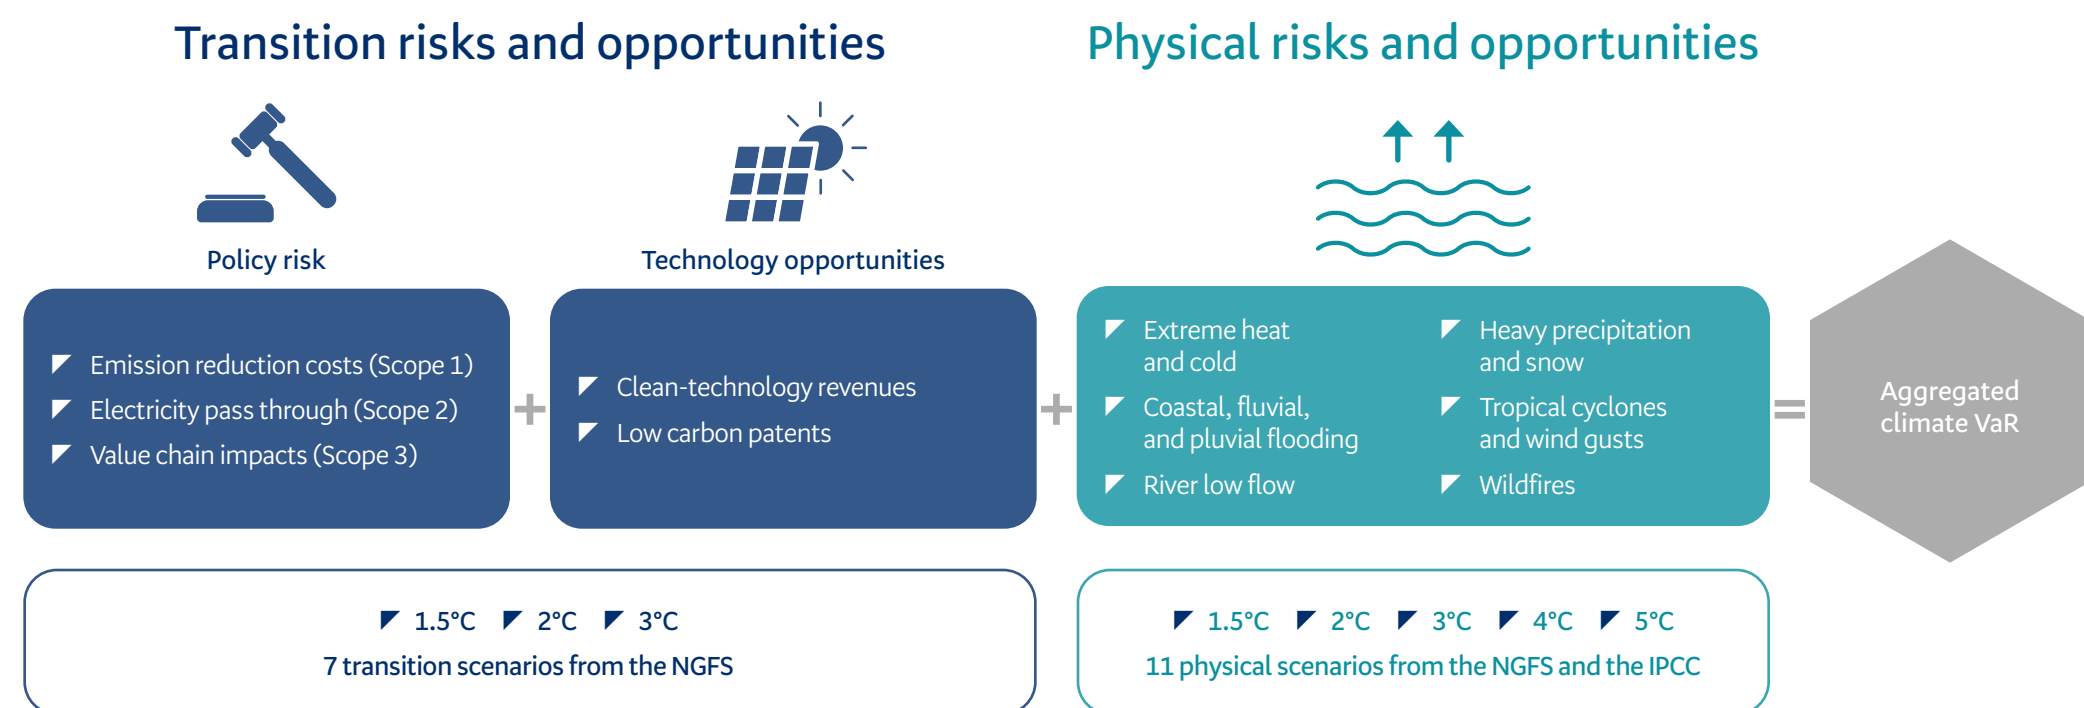 Transition risks and opportunities
Physical risks and opportunities
Policy risk
Technology opportunities
Emission reduction costs (Scope 1)
Electricity pass through (Scope 2)
Value chain impacts (Scope 3)
+
Clean-technology revenues
Low carbon patents
+
Extreme heat
and cold
Coastal, fluvial,
and pluvial flooding
River low flow
Heavy precipitation
and snow
Tropical cyclones
and wind gusts
Wildfires
=
Aggregated
climate VaR
1.5°C 2°C 3°C
7 transition scenarios from the NGFS
1.5°C 2°C 3°C 4°C 5°C
11 physical scenarios from the NGFS and the IPCC